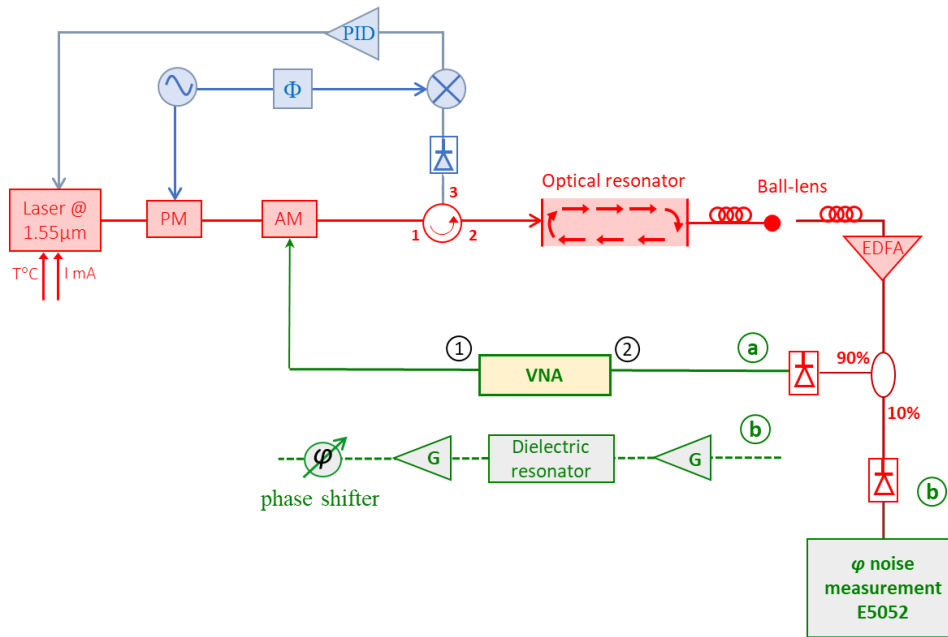 PID
Φ
3
Optical resonator
Ball-lens
Laser @
1.55µm
PM
AM
1
2
EDFA
T°C
I mA
1
2
a
90%
VNA
10%
b
φ
G
Dielectric
resonator
G
b
phase shifter
φ noise
measurement
E5052